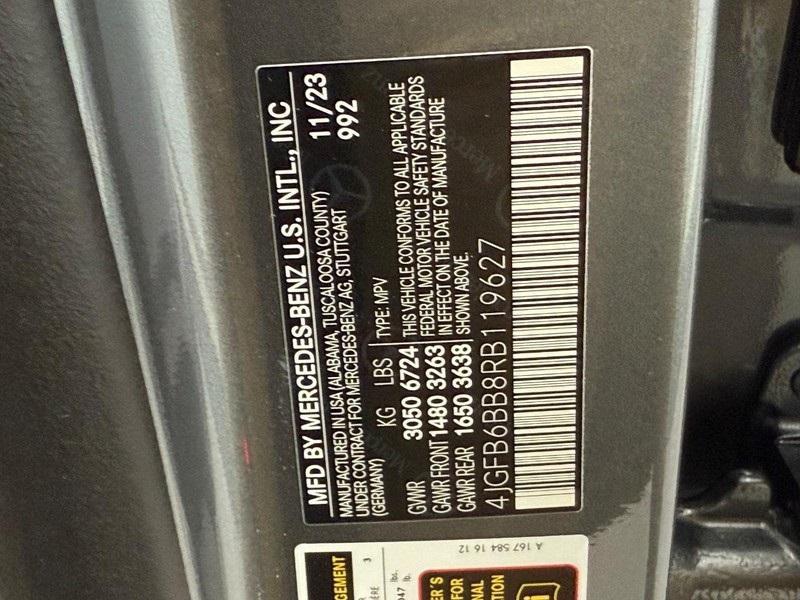 MFD BY MERCEDES-BENZ U.S. INTL., INC
MANUFACTURED IN USA (ALABAMA, TUSCALOOSA COUNTY) 11/23
UNDER CONTRACT FOR MERCEDES-BENZ AG, STUTTGART 992
(GERMANY) KG LBS TYPE: MPV
GVWR 3050 6724 THIS VEHICLE CONFORMS TO ALL APPLICABLE
GAWR FRONT 1480 3263 FEDERAL MOTOR VEHICLE SAFETY STANDARDS
IN EFFECT ON THE DATE OF MANUFACTURE
GAWR REAR 1650 3638 SHOWN ABOVE.
4JGFB6BB8RB119627
A 167 584 16 12